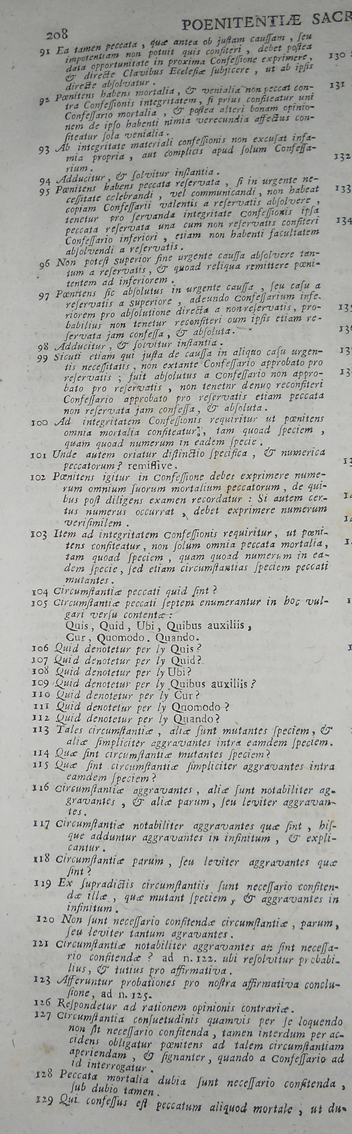 208
POENITENTIÆ SACR
91 Ea tamen peccata, quæ antea ob justam caussam, seu
impotentiam non potuit quis confiteri, debet postea
data opportunitate in proxima Confessione exprimere,
& directe Clavibus Ecclesiæ subjicere, ut ab ipsis
directe absolvatur.
92 Pœnitens habens mortalia, & venialia non peccat con-
tra Confessionis integritatem, si prius confiteatur uni
Confessario mortalia, & postea alteri bonam opinio-
nem de ipso habenti nimia verecundia affectus con-
fiteatur sola venialia.
93 Ab integritate materiali confessionis non excusat infa-
mia propria, aut complicis apud solum Confessa-
rium.
94 Adducitur, & solvitur instantia.
95 Pœnitens habens peccata reservata, si in urgente ne-
cessitate celebrandi, vel communicandi, non habeat
copiam Confessarii valentis a reservatis absolvere,
tenetur pro servanda integritate Confessionis ipsa
peccata reservata una cum non reservatis confiteri
Confessario inferiori, etiam non habenti facultatem
absolvendi a reservatis.
96 Non potest superior sine urgente caussa absolvere tan-
tum a reservatis, & quoad reliqua remittere pœni-
tentem ad inferiorem.
97 Pœnitens sic absolutus in urgente caussa, seu casu a
reservatis a superiore, adeundo Confessarium infe-
riorem pro absolutione directa a non reservatis, pro-
babilius non tenetur reconfiteri cum ipsis etiam re-
servata jam confessa, & absoluta.
98 Adducitur, & solvitur instantia.
99 Sicuti etiam qui justa de caussa in aliquo casu urgen-
tis necessitatis, non extante Confessario approbato pro
reservatis; fuit absolutus a Confessario non appro-
bato pro reservatis, non tenetur denuo reconfiteri
Confessario approbato pro reservatis etiam peccata
non reservata jam confessa, & absoluta.
100 Ad integritatem Confessionis requiritur ut pœnitens
omnia mortalia confiteatur, tam quoad speciem,
quam quoad numerum in eadem specie.
101 Unde autem oriatur distinctio specifica, & numerica
peccatorum? remissive.
102 Pœnitens igitur in Confessione debet exprimere nume-
rum omnium suorum mortalium peccatorum, de qui-
bus post diligens examen recordatur: Si autem cer-
tus numerus occurrat, debet exprimere numerum
verisimilem.
103 Item ad integritatem Confessionis requiritur, ut pœni-
tens confiteatur, non solum omnia peccata mortalia,
tam quoad speciem, quam quoad numerum in ea-
dem specie, sed etiam circumstantias speciem peccati
mutantes.
104 Circumstantiæ peccati quid sint?
105 Circumstantiæ peccati septem enumerantur in hoc vul-
gari versu contentæ:
Quis, Quid, Ubi, Quibus auxiliis,
Cur, Quomodo. Quando.
106 Quid denotetur per ly Quis?
107 Quid denotetur per ly Quid?
108 Quid denotetur per ly Ubi?
109 Quid denotetur per ly Quibus auxiliis?
110 Quid denotetur per ly Cur?
111 Quid denotetur per ly Quomodo?
112 Quid denotetur per ly Quando?
113 Tales circumstantiæ, aliæ sunt mutantes speciem, &
aliæ simpliciter aggravantes intra eamdem speciem.
114 Quæ sint circumstantiæ mutantes speciem?
115 Quæ sint circumstantiæ simpliciter aggravantes intra
eamdem speciem?
116 Circumstantiæ aggravantes, aliæ sunt notabiliter ag-
gravantes, & aliæ parum, seu leviter aggravan-
tes.
117 Circumstantiæ notabiliter aggravantes quæ sint, his-
que adduntur aggravantes in infinitum, & expli-
cantur.
118 Circumstantiæ parum, seu leviter aggravantes quæ
sint?
119 Ex supradictis circumstantiis sunt necessario confiten-
dæ illæ, quæ mutant speciem, & aggravantes in
infinitum.
120 Non sunt necessario confitendæ circumstantiæ, parum,
seu leviter tantum agravantes.
121 Circumstantiæ notabiliter aggravantes an sint necessa-
rio confitendæ? ad n. 122. ubi resolvitur probabi-
lius, & tutius pro affirmativa.
123 Afferuntur probationes pro nostra affirmativa conclu-
sione, ad n. 125.
126 Respondetur ad rationem opinionis contrariæ.
127 Circumstantia consuetudinis quamvis per se loquendo
non sit necessario confitenda, tamen interdum per ac-
cidens obligatur pœnitens ad talem circumstantiam
aperiendam, & signanter, quando a Confessario ad
id interrogatur.
128 Peccata mortalia dubia sunt necessario confitenda,
sub dubio tamen.
129 Qui confessus est peccatum aliquod mortale, ut du-
130
131
132
133
134